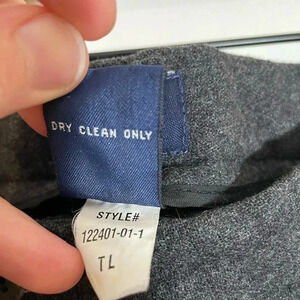 DRY CLEAN ONLY
STYLE#
122401-01-1
TL